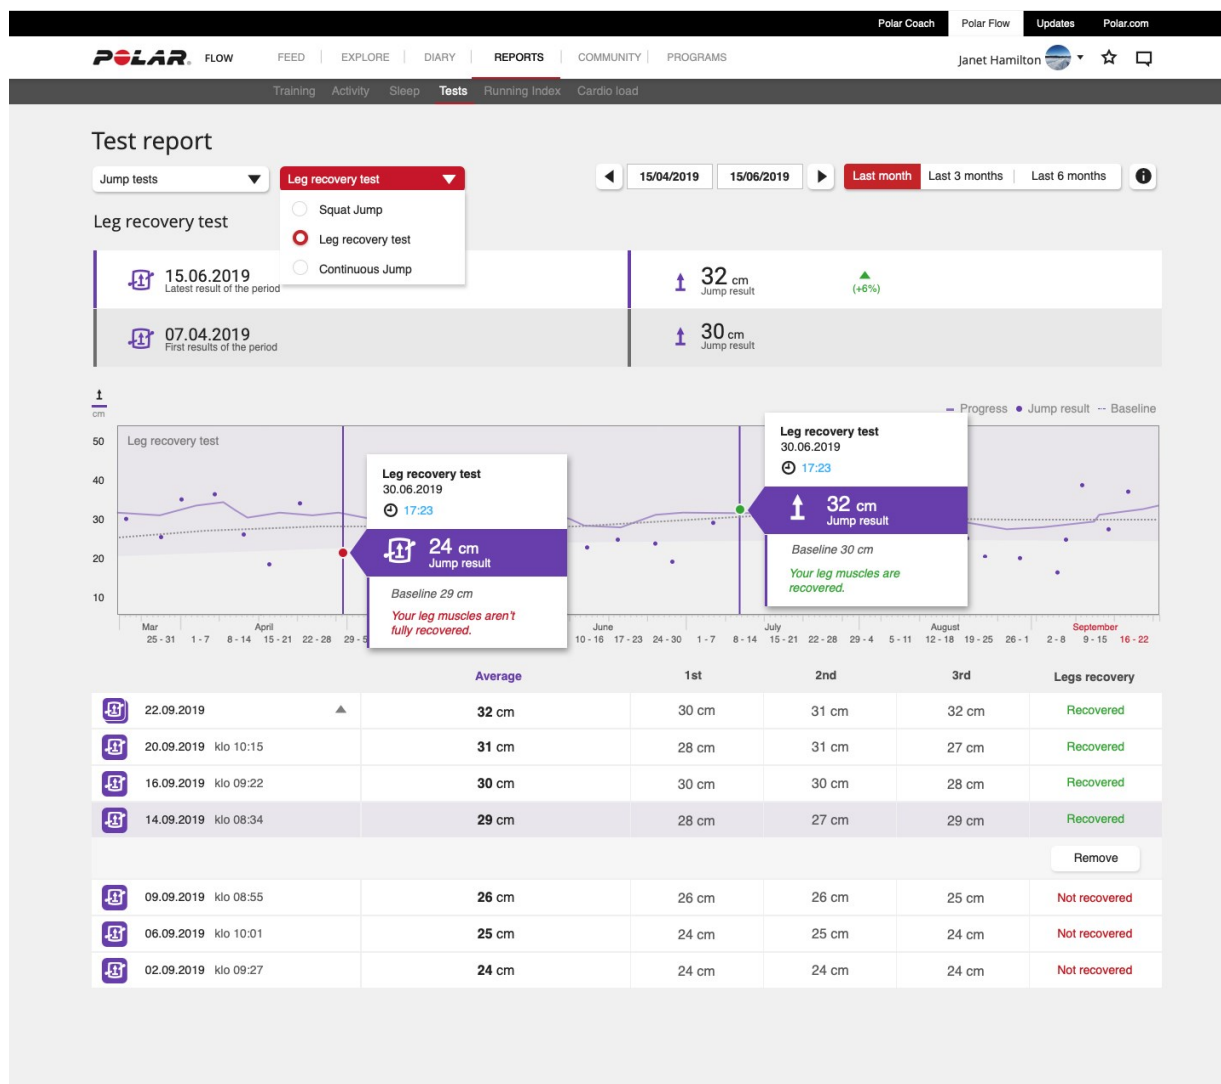 Polar Coach Polar Flow Updates Polar.com
POLAR. FLOW FEED EXPLORE DIARY REPORTS COMMUNITY PROGRAMS Janet Hamilton
Training Activity Sleep Tests Running Index Cardio load
Test report
Jump tests Leg recovery test 15/04/2019 15/06/2019 Last month Last 3 months Last 6 months i
Squat Jump
Leg recovery test
Leg recovery test
Continuous Jump
15.06.2019 32 cm
Latest result of the period Jump result (+6%)
07.04.2019 30 cm
First results of the period Jump result
cm
Progress Jump result -- Baseline
50 Leg recovery test
40
30
20
10
Leg recovery test
30.06.2019
17:23
24 cm
Jump result
Baseline 29 cm
Your leg muscles aren't
fully recovered.
Leg recovery test
30.06.2019
17:23
32 cm
Jump result
Baseline 30 cm
Your leg muscles are
recovered.
Mar April June July August September
25 - 31 1 - 7 8 - 14 15 - 21 22 - 28 29 - 5 10 - 16 17 - 23 24 - 30 1 - 7 8 - 14 15 - 21 22 - 28 29 - 4 5 - 11 12 - 18 19 - 25 26 - 1 2 - 8 9 - 15 16 - 22
Average 1st 2nd 3rd Legs recovery
22.09.2019 32 cm 30 cm 31 cm 32 cm Recovered
20.09.2019 klo 10:15 31 cm 28 cm 31 cm 27 cm Recovered
16.09.2019 klo 09:22 30 cm 30 cm 30 cm 28 cm Recovered
14.09.2019 klo 08:34 29 cm 28 cm 27 cm 29 cm Recovered
Remove
09.09.2019 klo 08:55 26 cm 26 cm 26 cm 25 cm Not recovered
06.09.2019 klo 10:01 25 cm 24 cm 25 cm 24 cm Not recovered
02.09.2019 klo 09:27 24 cm 24 cm 24 cm 24 cm Not recovered